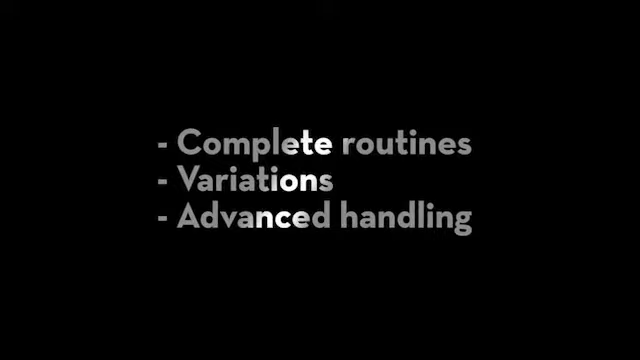 - Complete routines
- Variations
- Advanced handling